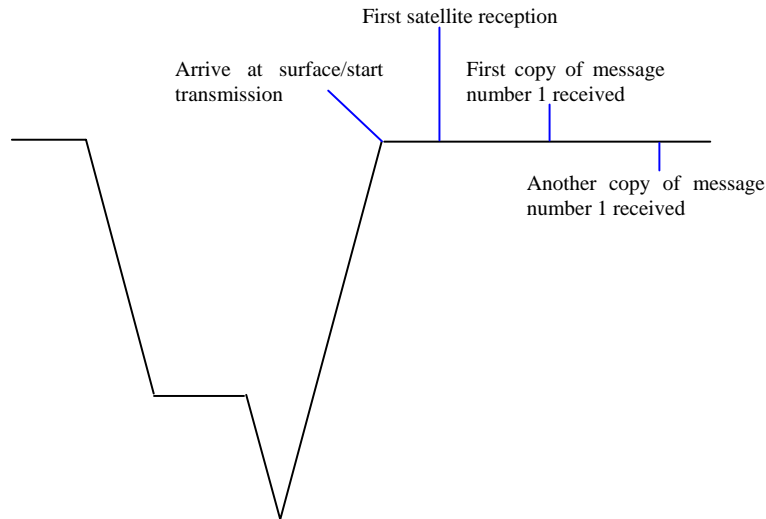 First satellite reception
Arrive at surface/start
transmission
First copy of message
number 1 received
Another copy of message
number 1 received